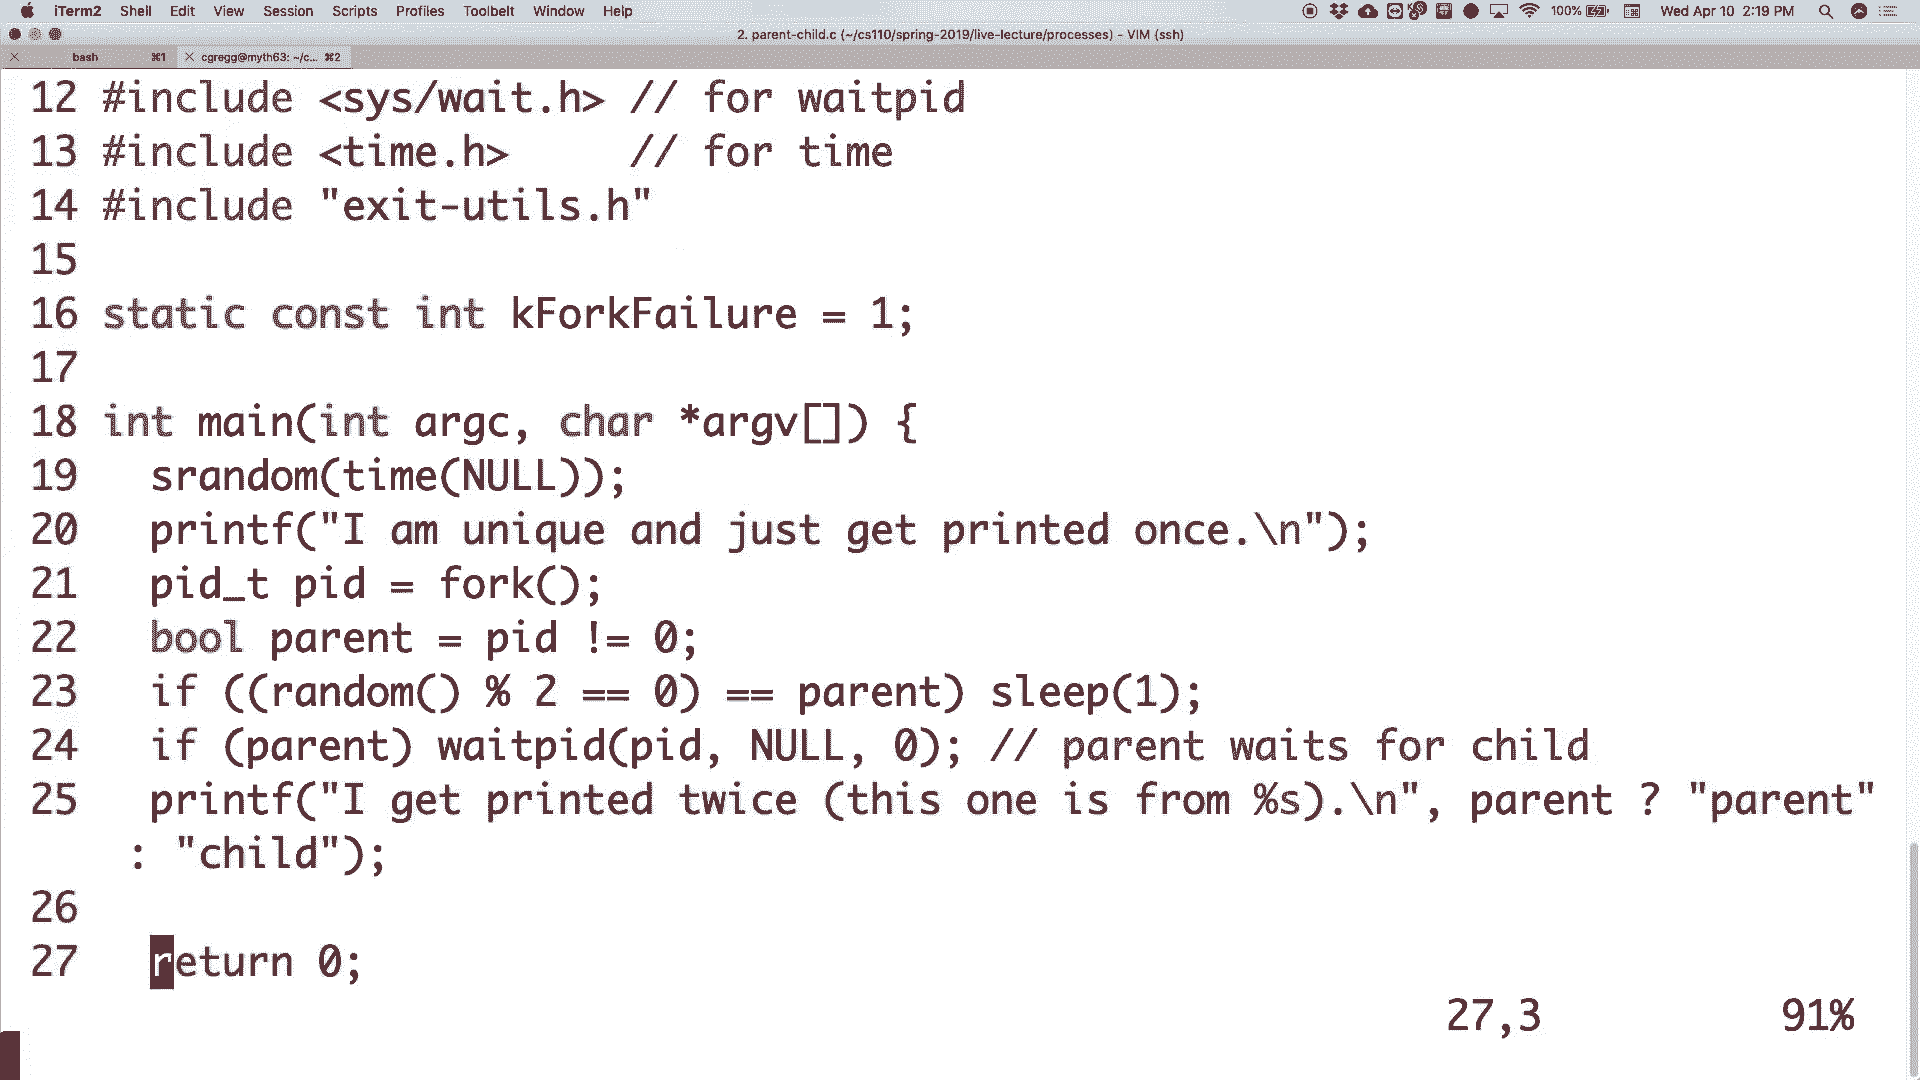 iTerm2 Shell Edit View Session Scripts Profiles Toolbelt Window Help 100% Wed Apr 10 2:19 PM
2. parent-child.c (~/cs110/spring-2019/live-lecture/processes) - VIM (ssh)
bash ⌘1 cgregg@myth63: ~/c... ⌘2
12 #include <sys/wait.h> // for waitpid
13 #include <time.h>     // for time
14 #include "exit-utils.h"
15
16 static const int kForkFailure = 1;
17
18 int main(int argc, char *argv[]) {
19   srandom(time(NULL));
20   printf("I am unique and just get printed once.\n");
21   pid_t pid = fork();
22   bool parent = pid != 0;
23   if ((random() % 2 == 0) == parent) sleep(1);
24   if (parent) waitpid(pid, NULL, 0); // parent waits for child
25   printf("I get printed twice (this one is from %s).\n", parent ? "parent"
: "child");
26
27   return 0;
27,3 91%